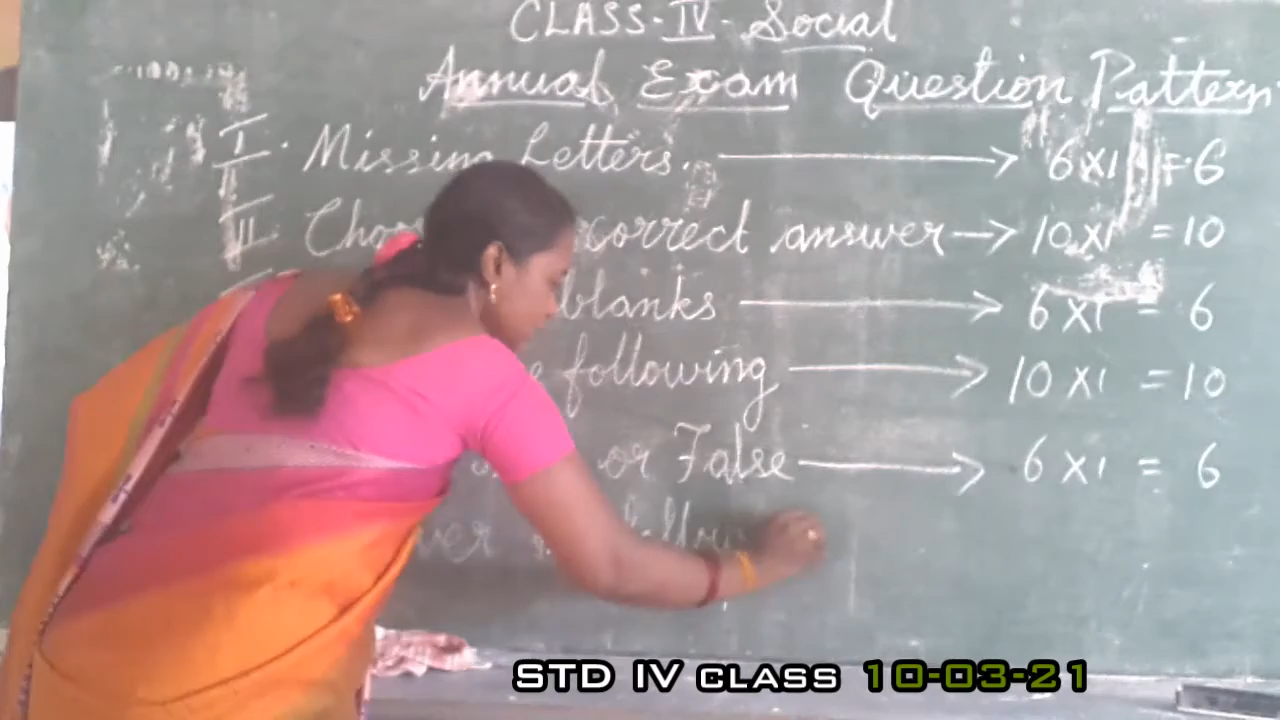 CLASS-IV-Social
Annual Exam Question Pattern
I. Missing Letters. → 6x1 = 6
II correct answer → 10x1 = 10
blanks → 6x1 = 6
following → 10x1 = 10
or False → 6x1 = 6
STD IV CLASS 10-03-21